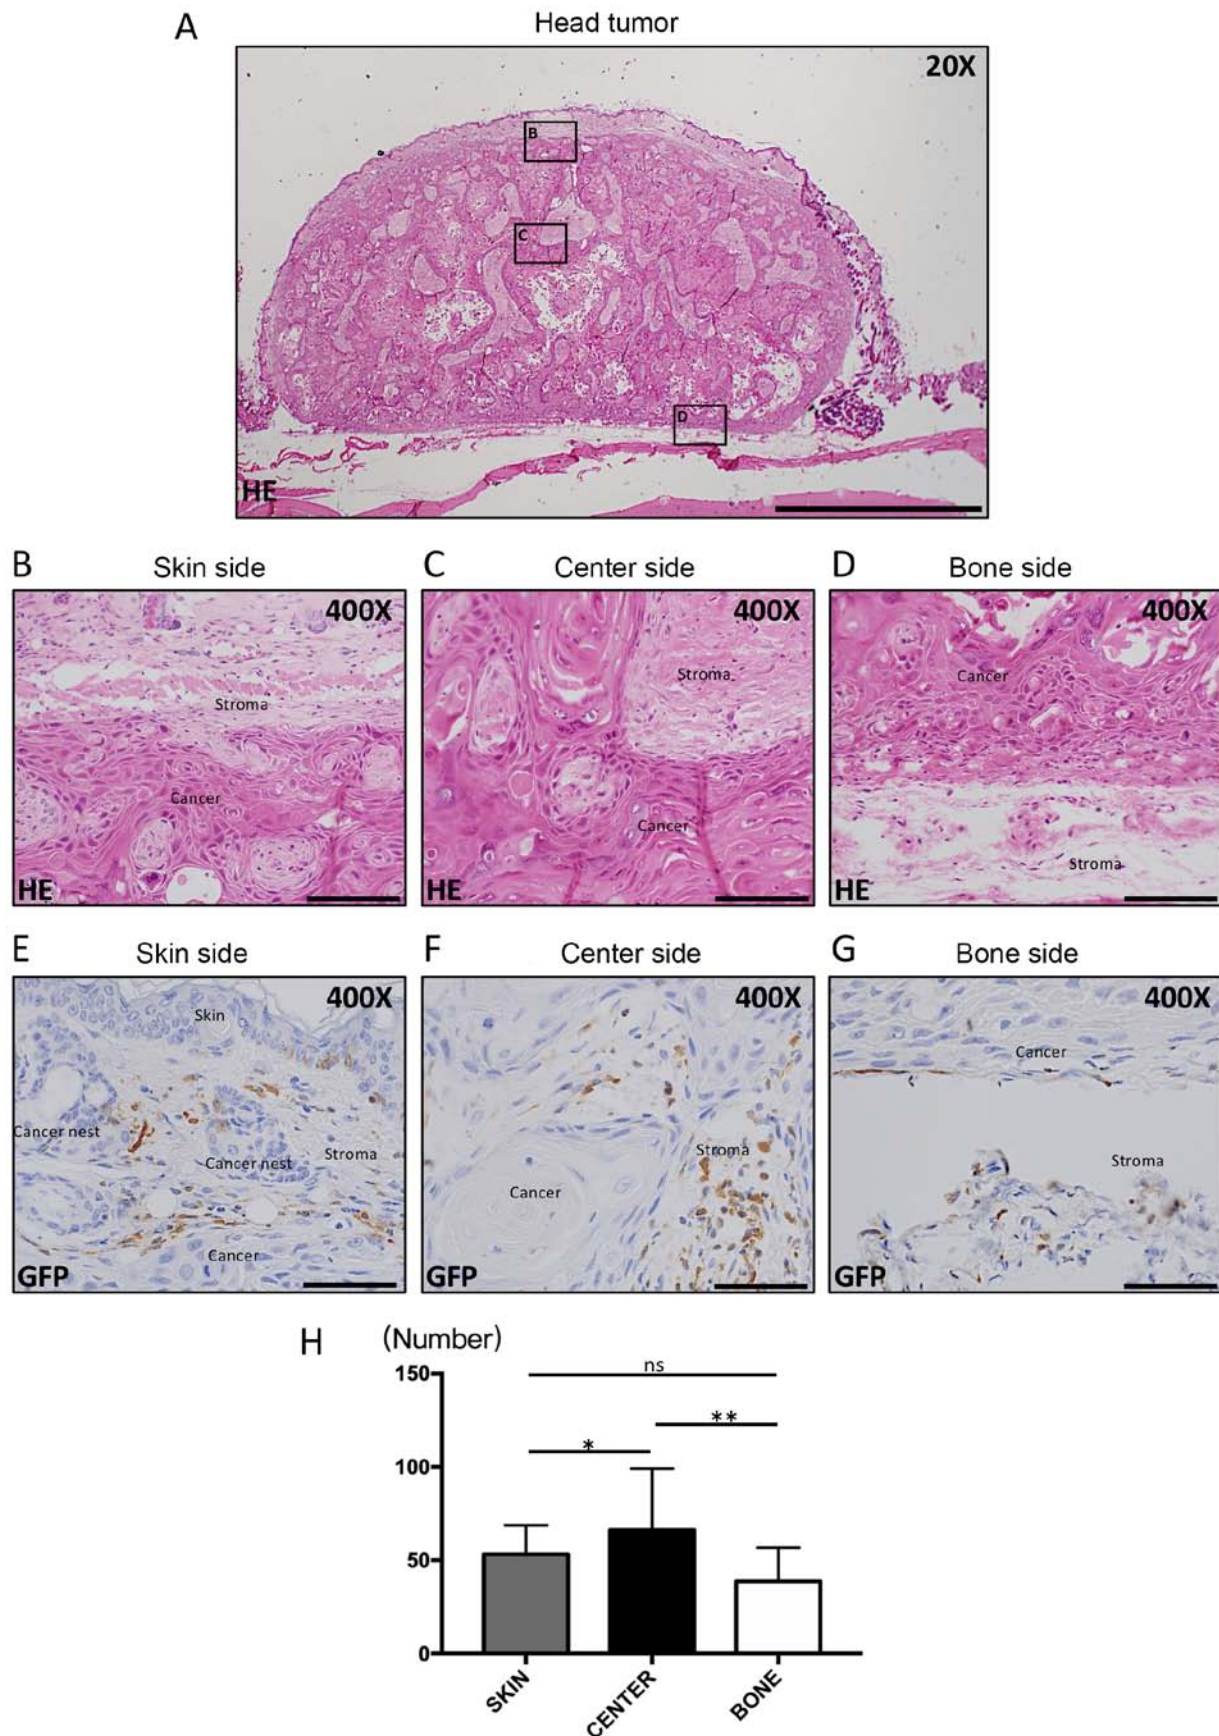 A
Head tumor
20X
B
C
D
HE
B
Skin side
C
Center side
D
Bone side
400X
Stroma
Cancer
HE
400X
Stroma
Cancer
HE
400X
Cancer
Stroma
HE
E
Skin side
F
Center side
G
Bone side
400X
Skin
Cancer nest
Cancer nest
Stroma
Cancer
GFP
400X
Stroma
Cancer
GFP
400X
Cancer
Stroma
GFP
H
(Number)
150
100
50
0
ns
**
*
SKIN
CENTER
BONE